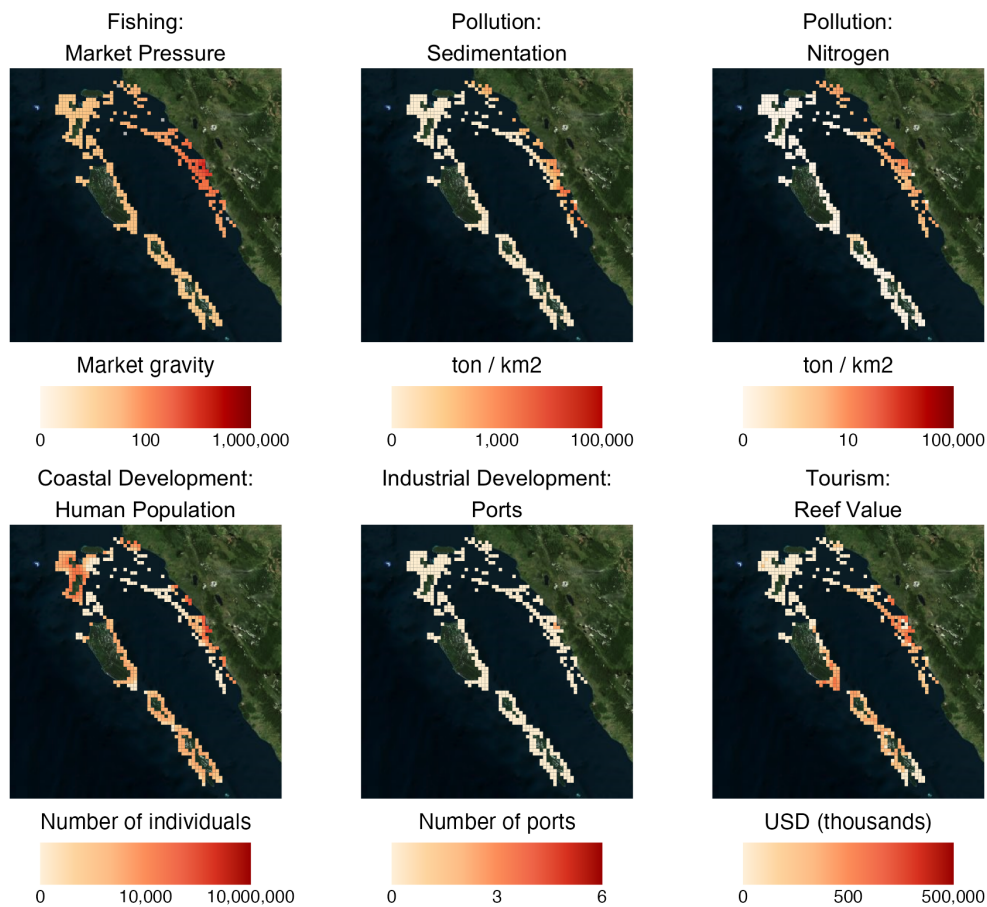 Fishing:
Market Pressure
Pollution:
Sedimentation
Pollution:
Nitrogen
Market gravity
0 100 1,000,000
ton / km2
0 1,000 100,000
ton / km2
0 10 100,000
Coastal Development:
Human Population
Industrial Development:
Ports
Tourism:
Reef Value
Number of individuals
0 10,000 10,000,000
Number of ports
0 3 6
USD (thousands)
0 500 500,000